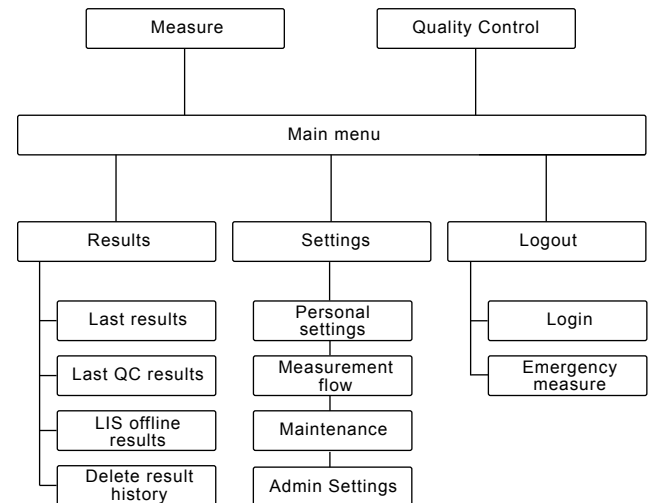 Measure
Quality Control
Main menu
Results
Settings
Logout
Last results
Personal
settings
Login
Last QC results
Measurement
flow
Emergency
measure
LIS offline
results
Maintenance
Delete result
history
Admin Settings